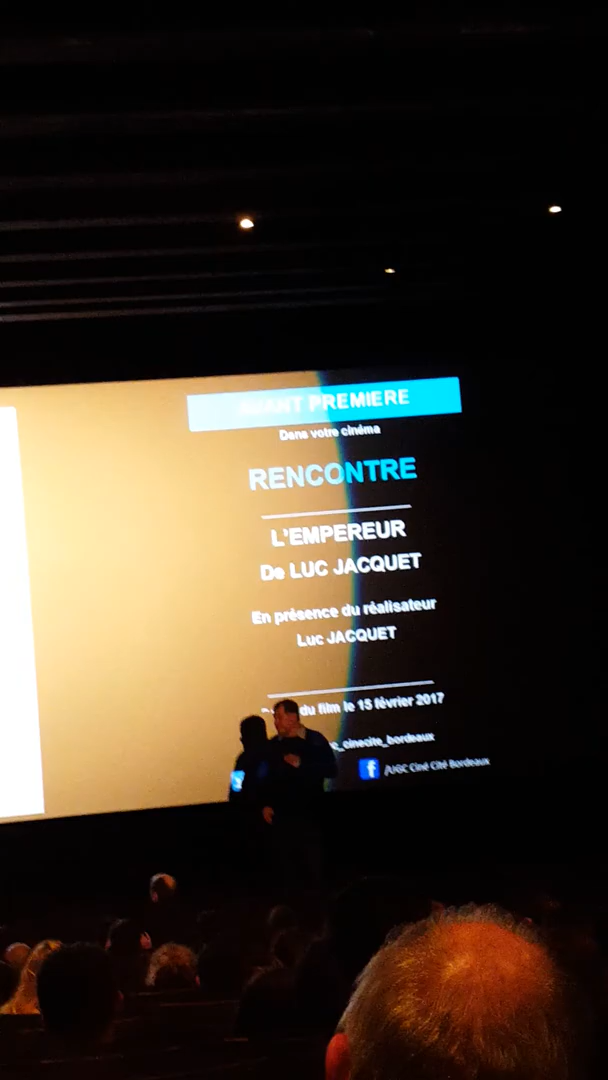 AVANT PREMIERE
Dans votre cinéma
RENCONTRE
L'EMPEREUR
De LUC JACQUET
En présence du réalisateur
Luc JACQUET
du film le 15 février 2017
_cinecite_bordeaux
/UGC Ciné Cité Bordeaux